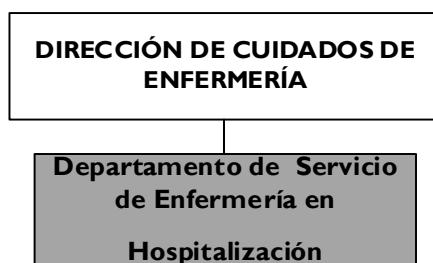 DIRECCIÓN DE CUIDADOS DE
ENFERMERÍA
Departamento de Servicio
de Enfermería en
Hospitalización